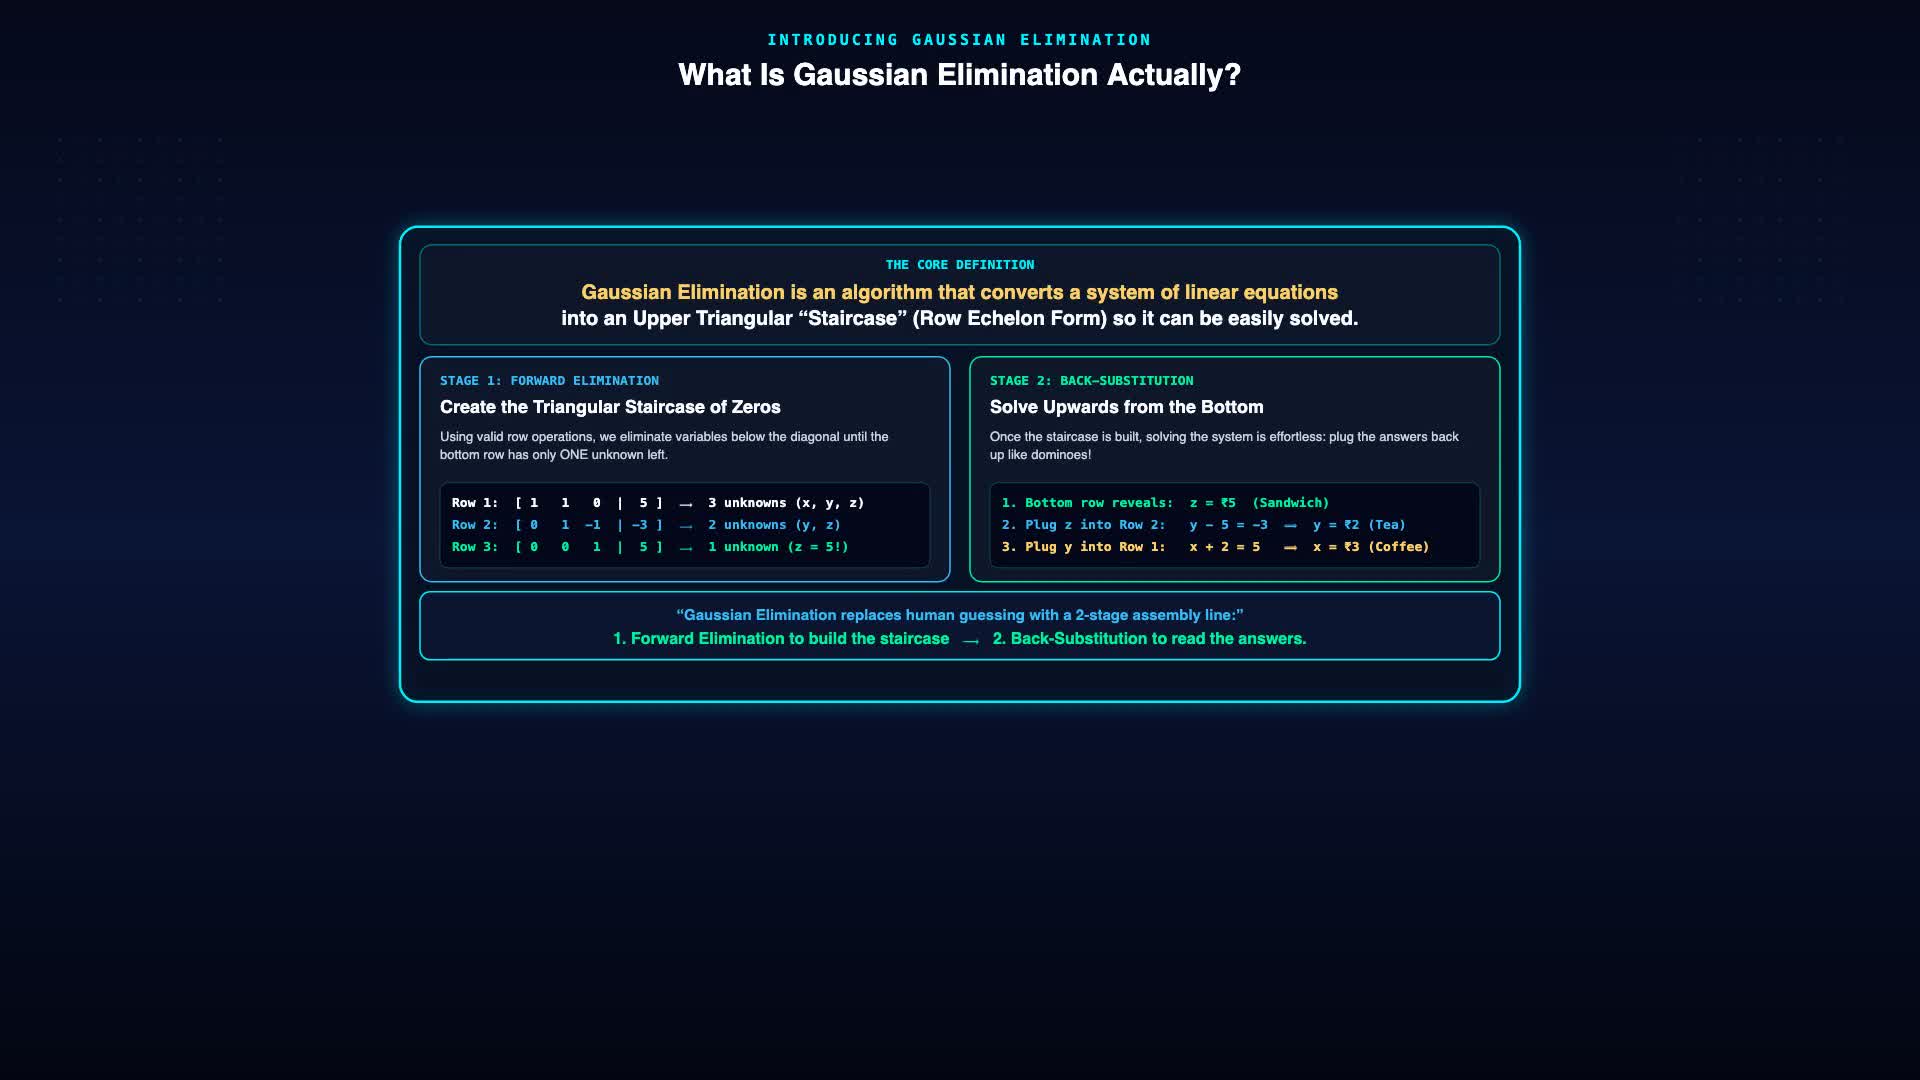 INTRODUCING GAUSSIAN ELIMINATION
What Is Gaussian Elimination Actually?
THE CORE DEFINITION
Gaussian Elimination is an algorithm that converts a system of linear equations
into an Upper Triangular “Staircase” (Row Echelon Form) so it can be easily solved.
STAGE 1: FORWARD ELIMINATION
Create the Triangular Staircase of Zeros
Using valid row operations, we eliminate variables below the diagonal until the
bottom row has only ONE unknown left.
Row 1: [ 1 1 0 | 5 ] → 3 unknowns (x, y, z)
Row 2: [ 0 1 −1 | −3 ] → 2 unknowns (y, z)
Row 3: [ 0 0 1 | 5 ] → 1 unknown (z = 5!)
STAGE 2: BACK−SUBSTITUTION
Solve Upwards from the Bottom
Once the staircase is built, solving the system is effortless: plug the answers back
up like dominoes!
1. Bottom row reveals: z = ₹5 (Sandwich)
2. Plug z into Row 2: y − 5 = −3 ⇒ y = ₹2 (Tea)
3. Plug y into Row 1: x + 2 = 5 ⇒ x = ₹3 (Coffee)
“Gaussian Elimination replaces human guessing with a 2-stage assembly line:”
1. Forward Elimination to build the staircase → 2. Back-Substitution to read the answers.